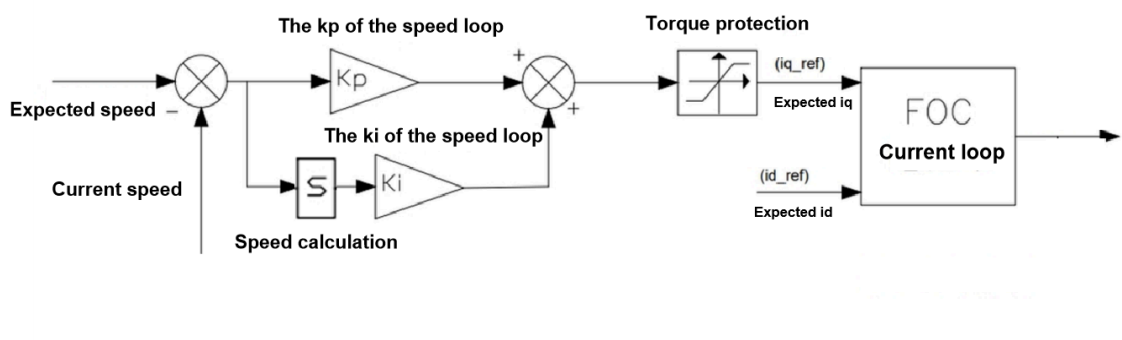 The kp of the speed loop
Torque protection
+
Kp
(iq_ref)
Expected iq
Expected speed
−
+
FOC
Current loop
The ki of the speed loop
Current speed
S
Ki
(id_ref)
Expected id
Speed calculation